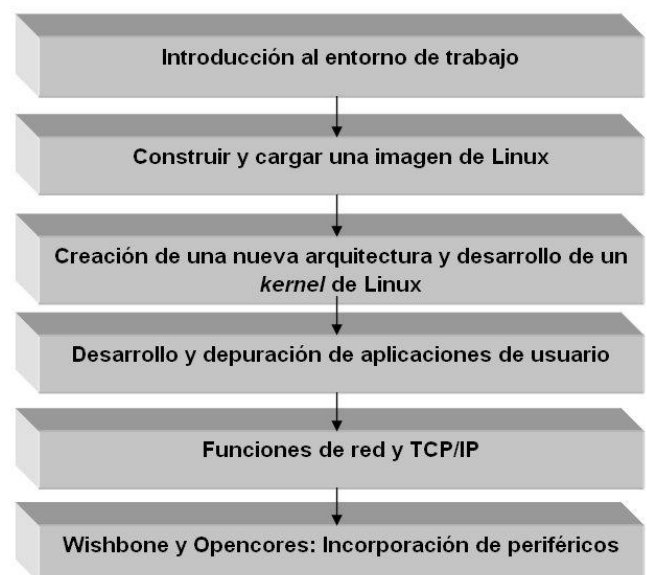 Introducción al entorno de trabajo
Construir y cargar una imagen de Linux
Creación de una nueva arquitectura y desarrollo de un
kernel de Linux
Desarrollo y depuración de aplicaciones de usuario
Funciones de red y TCP/IP
Wishbone y Opencores: Incorporación de periféricos